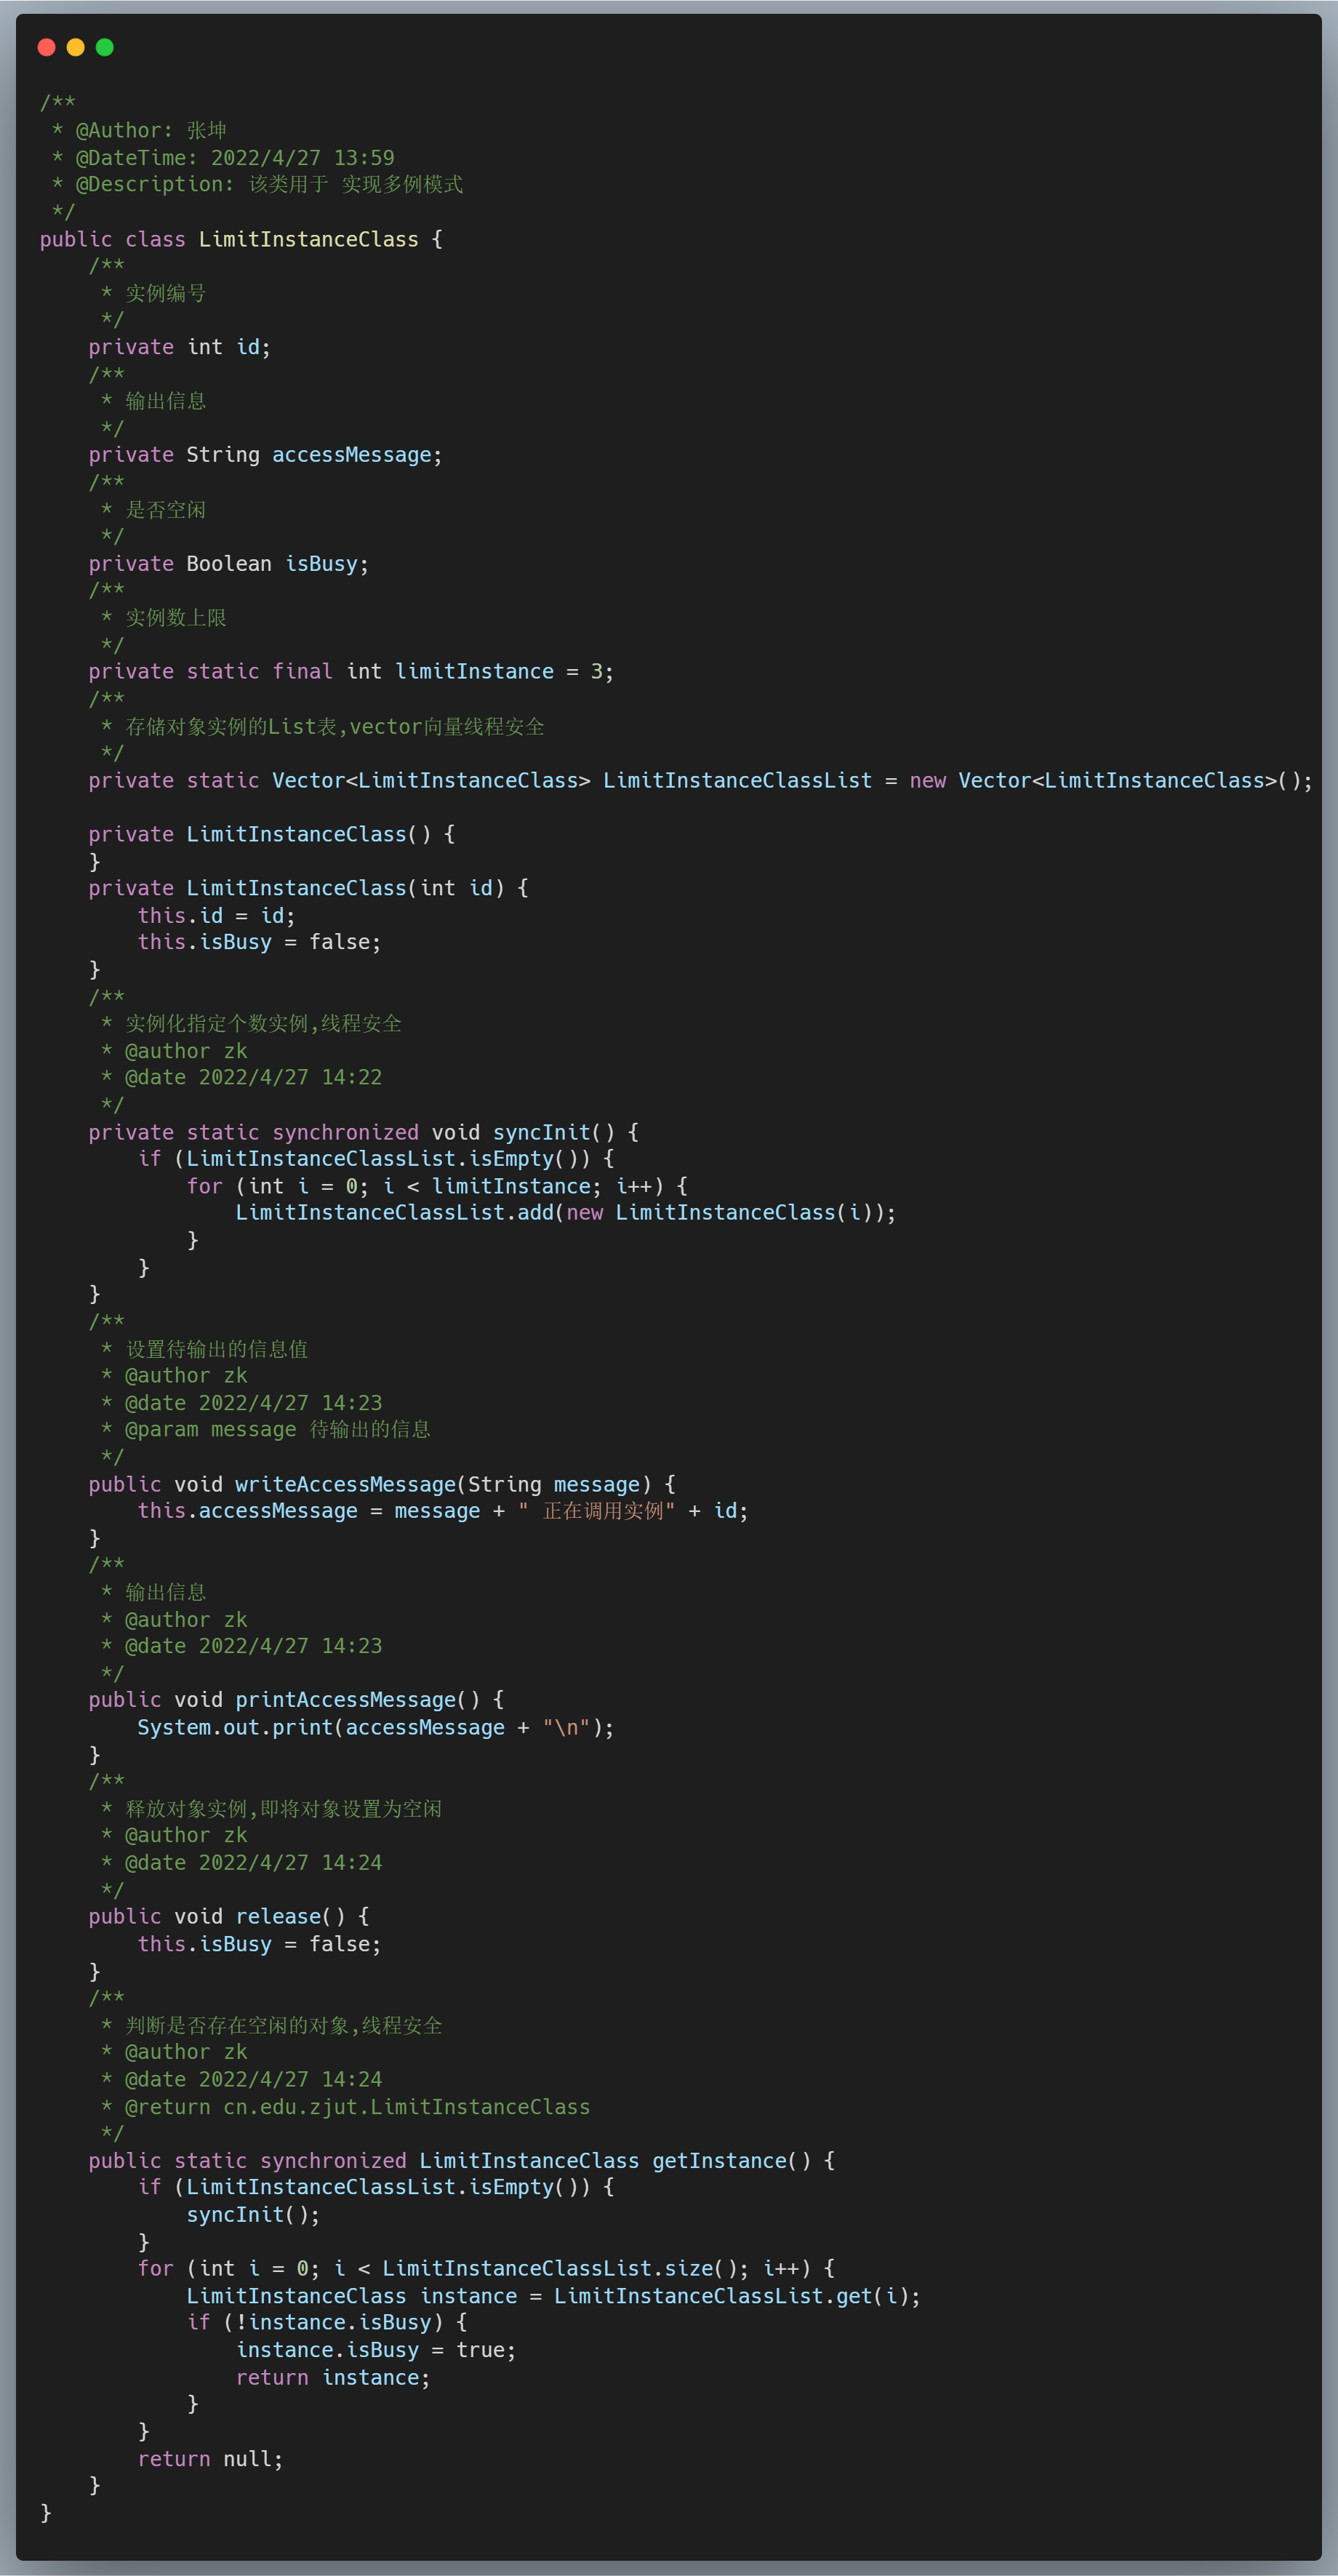 /**
 * @Author: 张坤
 * @DateTime: 2022/4/27 13:59
 * @Description: 该类用于 实现多例模式
 */
public class LimitInstanceClass {
    /**
     * 实例编号
     */
    private int id;
    /**
     * 输出信息
     */
    private String accessMessage;
    /**
     * 是否空闲
     */
    private Boolean isBusy;
    /**
     * 实例数上限
     */
    private static final int limitInstance = 3;
    /**
     * 存储对象实例的List表,vector向量线程安全
     */
    private static Vector<LimitInstanceClass> LimitInstanceClassList = new Vector<LimitInstanceClass>();

    private LimitInstanceClass() {
    }
    private LimitInstanceClass(int id) {
        this.id = id;
        this.isBusy = false;
    }
    /**
     * 实例化指定个数实例,线程安全
     * @author zk
     * @date 2022/4/27 14:22
     */
    private static synchronized void syncInit() {
        if (LimitInstanceClassList.isEmpty()) {
            for (int i = 0; i < limitInstance; i++) {
                LimitInstanceClassList.add(new LimitInstanceClass(i));
            }
        }
    }
    /**
     * 设置待输出的信息值
     * @author zk
     * @date 2022/4/27 14:23
     * @param message 待输出的信息
     */
    public void writeAccessMessage(String message) {
        this.accessMessage = message + " 正在调用实例" + id;
    }
    /**
     * 输出信息
     * @author zk
     * @date 2022/4/27 14:23
     */
    public void printAccessMessage() {
        System.out.print(accessMessage + "\n");
    }
    /**
     * 释放对象实例,即将对象设置为空闲
     * @author zk
     * @date 2022/4/27 14:24
     */
    public void release() {
        this.isBusy = false;
    }
    /**
     * 判断是否存在空闲的对象,线程安全
     * @author zk
     * @date 2022/4/27 14:24
     * @return cn.edu.zjut.LimitInstanceClass
     */
    public static synchronized LimitInstanceClass getInstance() {
        if (LimitInstanceClassList.isEmpty()) {
            syncInit();
        }
        for (int i = 0; i < LimitInstanceClassList.size(); i++) {
            LimitInstanceClass instance = LimitInstanceClassList.get(i);
            if (!instance.isBusy) {
                instance.isBusy = true;
                return instance;
            }
        }
        return null;
    }
}